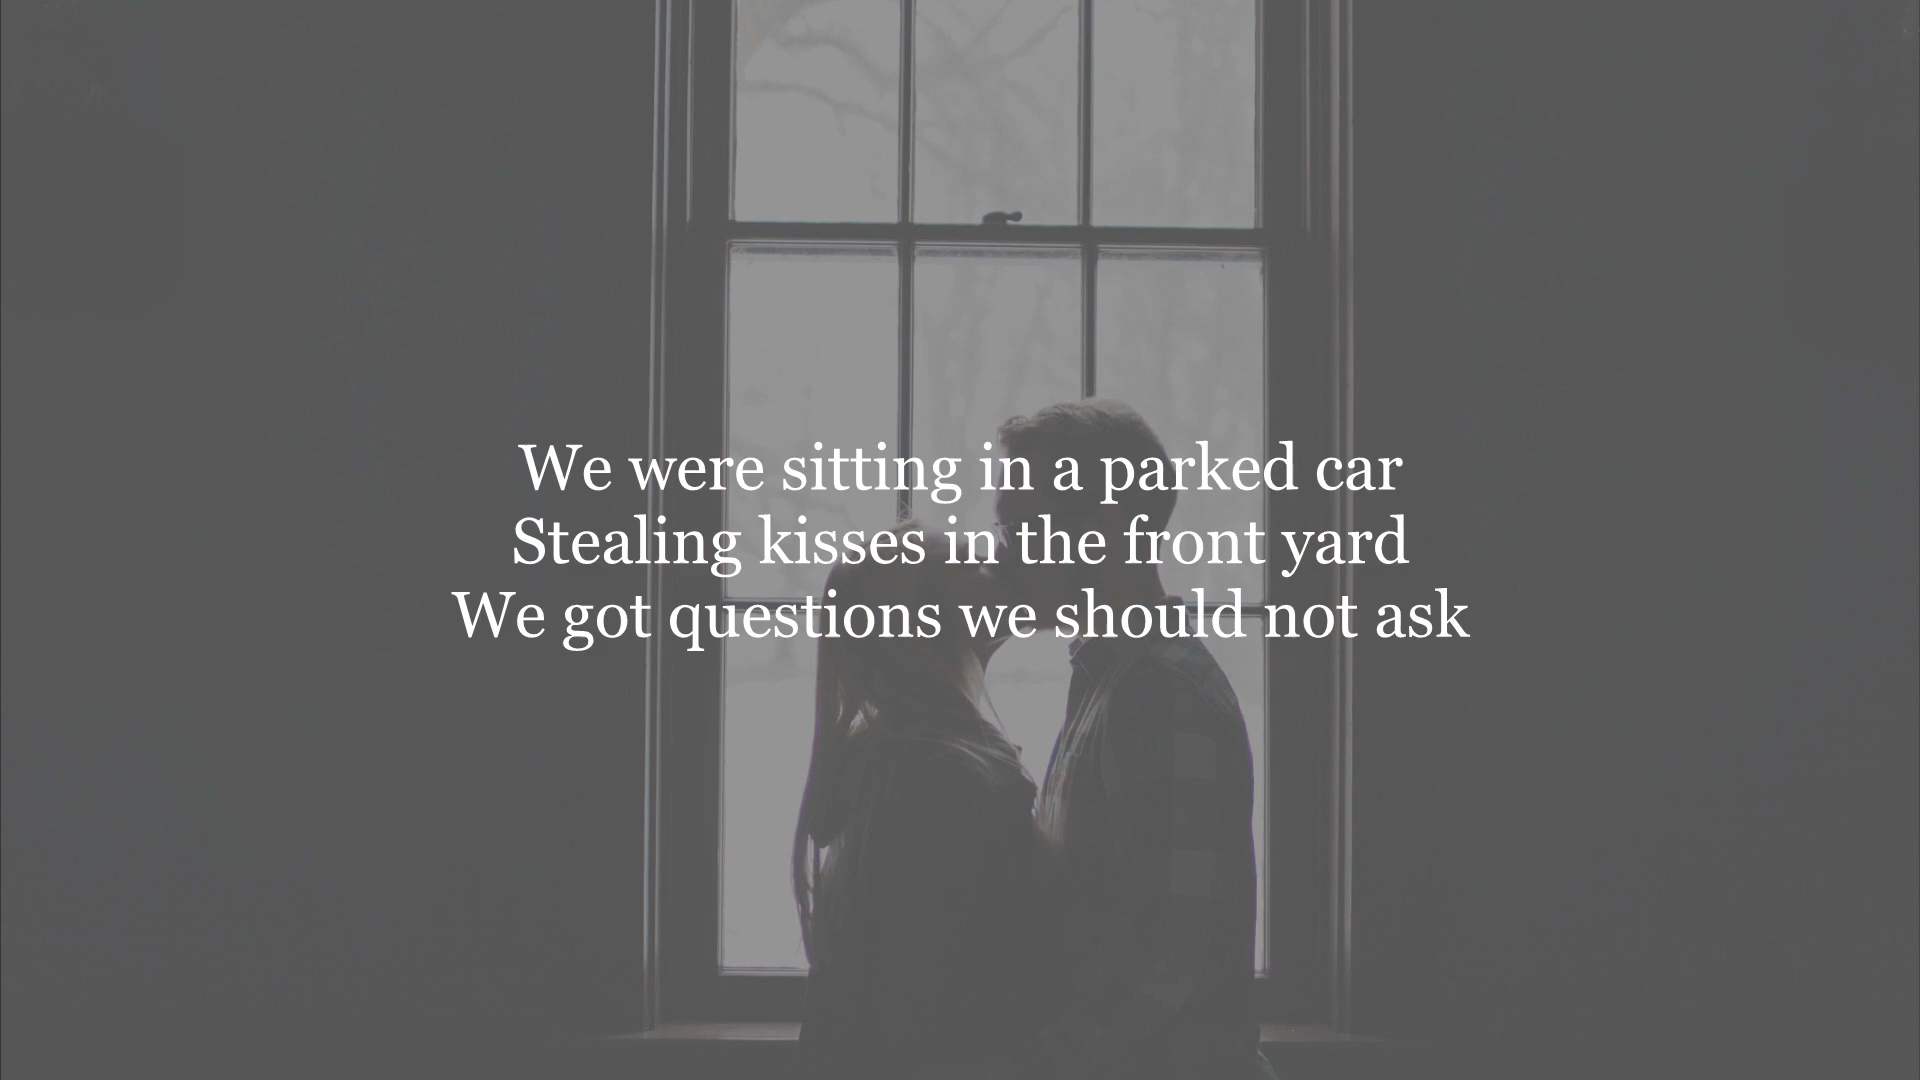 We were sitting in a parked car
Stealing kisses in the front yard
We got questions we should not ask